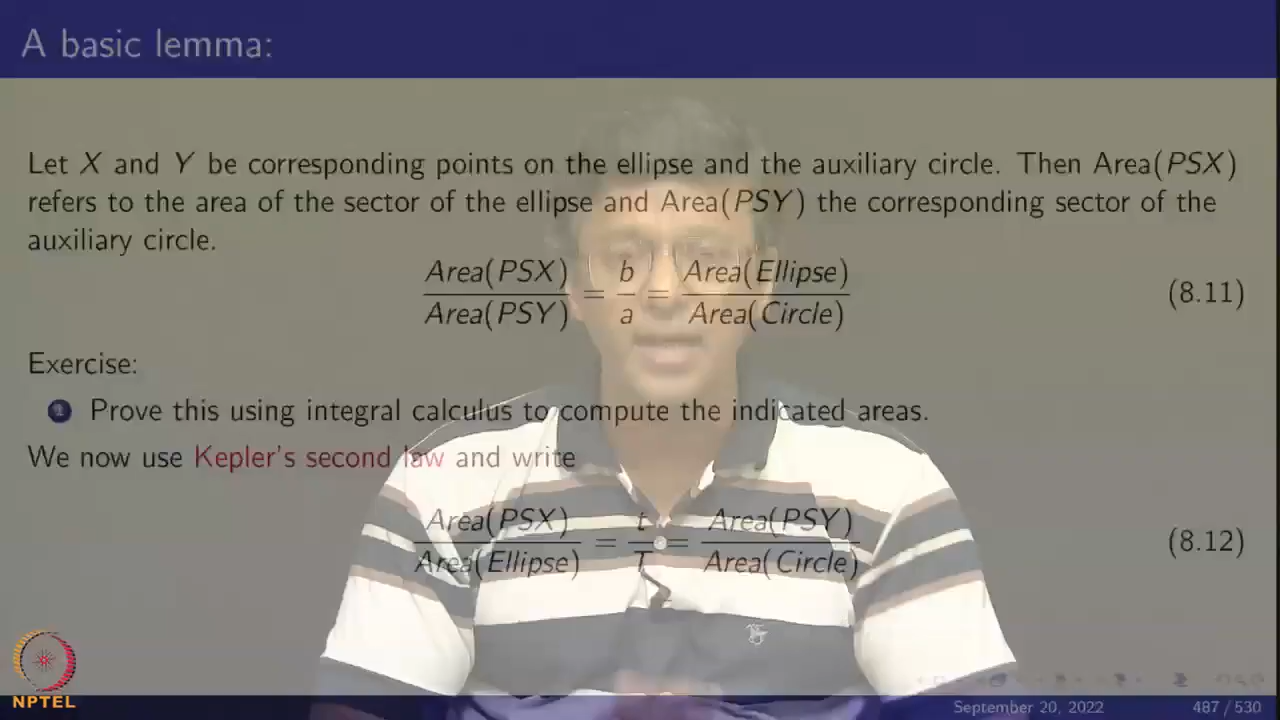 A basic lemma:
Let X and Y be corresponding points on the ellipse and the auxiliary circle. Then Area(PSX)
refers to the area of the sector of the ellipse and Area(PSY) the corresponding sector of the
auxiliary circle.
Area(PSX) / Area(PSY) = b / a = Area(Ellipse) / Area(Circle) (8.11)
Exercise:
1 Prove this using integral calculus to compute the indicated areas.
We now use Kepler's second law and write
Area(PSX) / Area(Ellipse) = t / T = Area(PSY) / Area(Circle) (8.12)
NPTEL
September 20, 2022 487 / 530